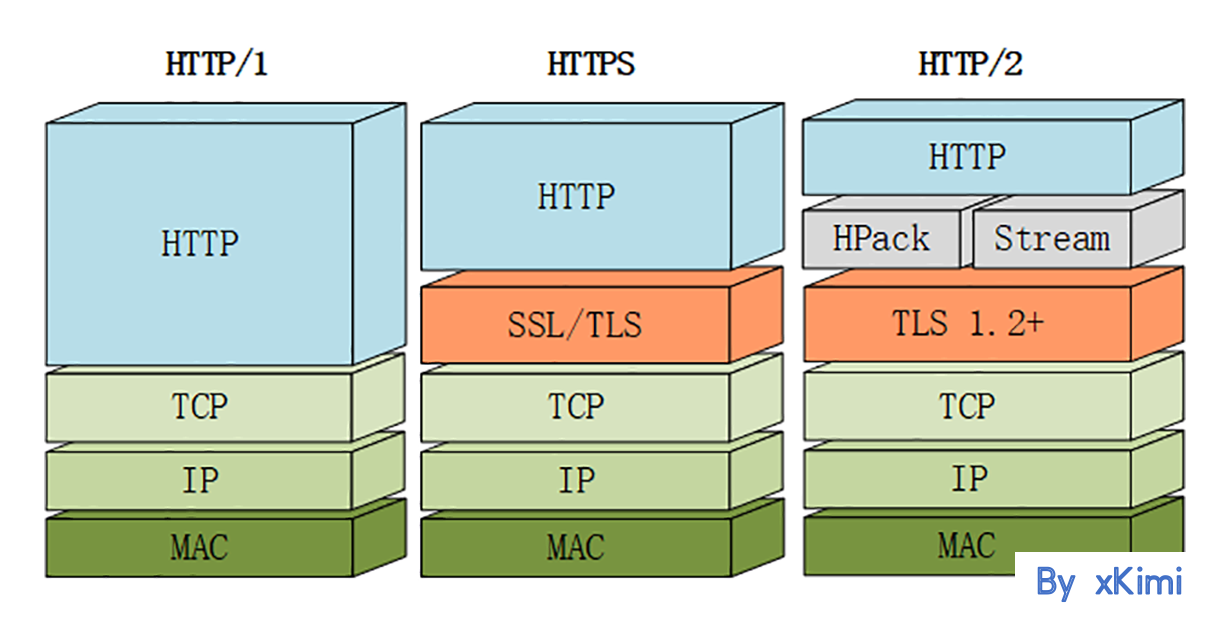 HTTP/1
HTTPS
HTTP/2
HTTP
TCP
IP
MAC
HTTP
SSL/TLS
TCP
IP
MAC
HTTP
HPack
Stream
TLS 1.2+
TCP
IP
MAC
By xKimi